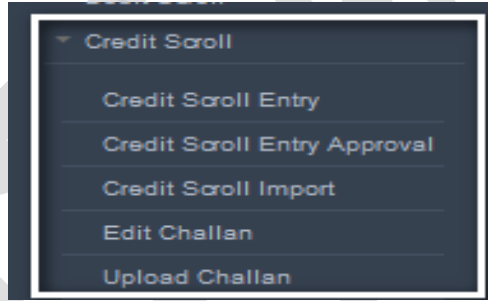 Credit Scroll
Credit Scroll Entry
Credit Scroll Entry Approval
Credit Scroll Import
Edit Challan
Upload Challan